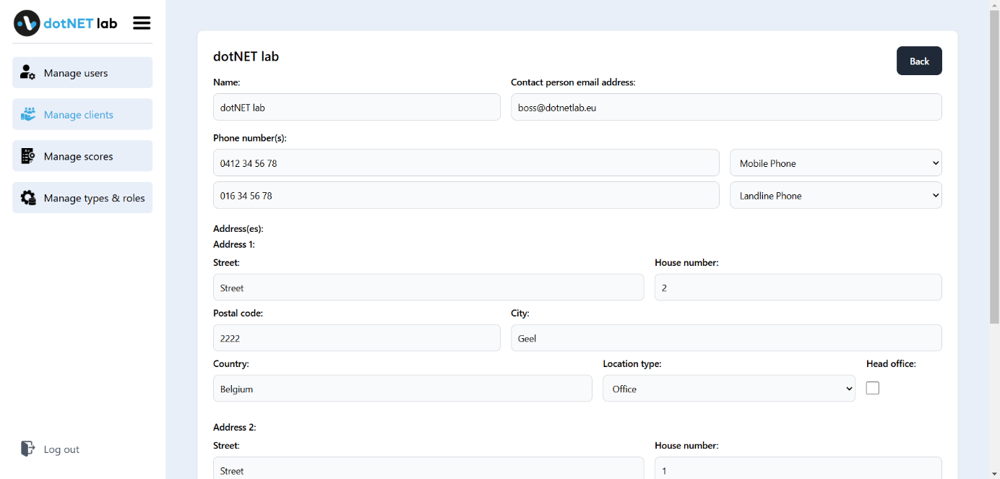 dotNET lab
Manage users
Manage clients
Manage scores
Manage types & roles
Log out
dotNET lab
Back
Name:
Contact person email address:
dotNET lab
boss@dotnetlab.eu
Phone number(s):
0412 34 56 78
Mobile Phone
016 34 56 78
Landline Phone
Address(es):
Address 1:
Street:
House number:
Street
2
Postal code:
City:
2222
Geel
Country:
Location type:
Head office:
Belgium
Office
Address 2:
Street:
House number:
Street
1